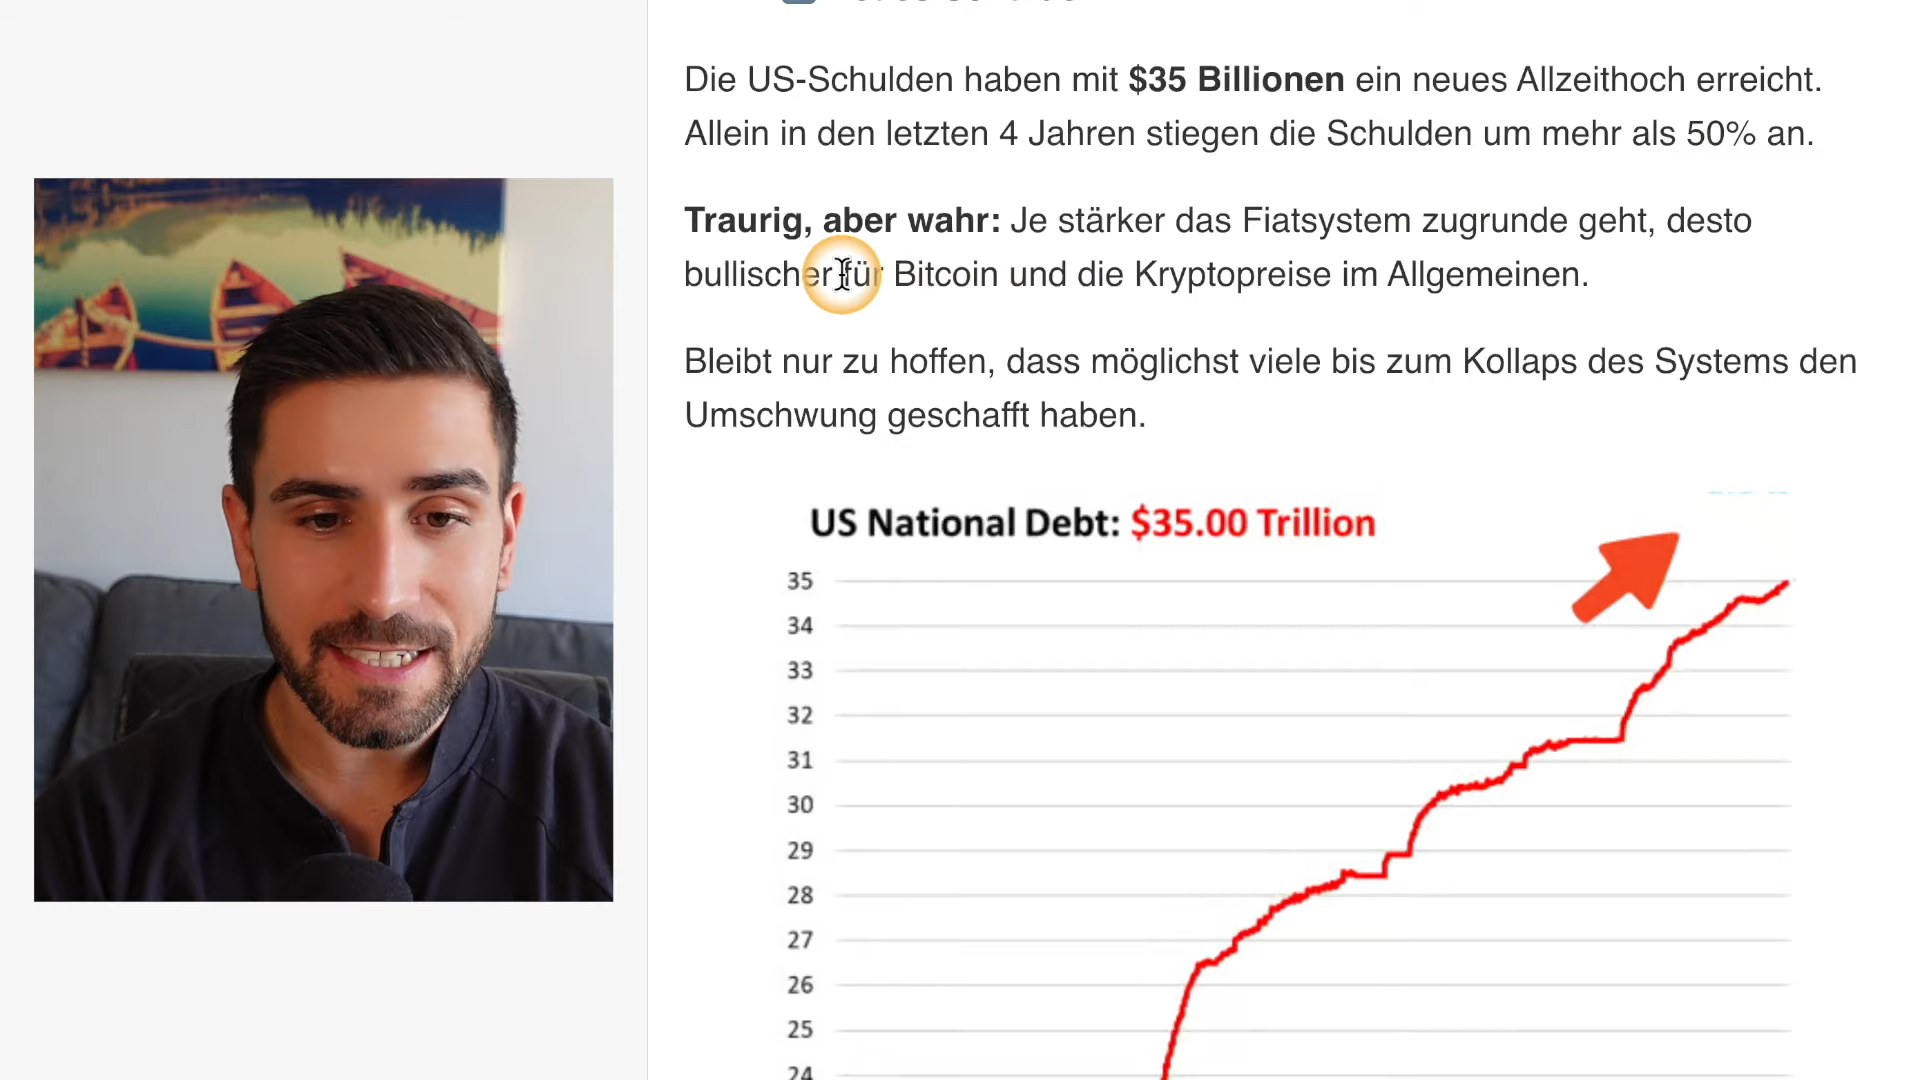 Die US-Schulden haben mit $35 Billionen ein neues Allzeithoch erreicht.
Allein in den letzten 4 Jahren stiegen die Schulden um mehr als 50% an.
Traurig, aber wahr: Je stärker das Fiatsystem zugrunde geht, desto
bullischer für Bitcoin und die Kryptopreise im Allgemeinen.
Bleibt nur zu hoffen, dass möglichst viele bis zum Kollaps des Systems den
Umschwung geschafft haben.
US National Debt: $35.00 Trillion
35
34
33
32
31
30
29
28
27
26
25
24